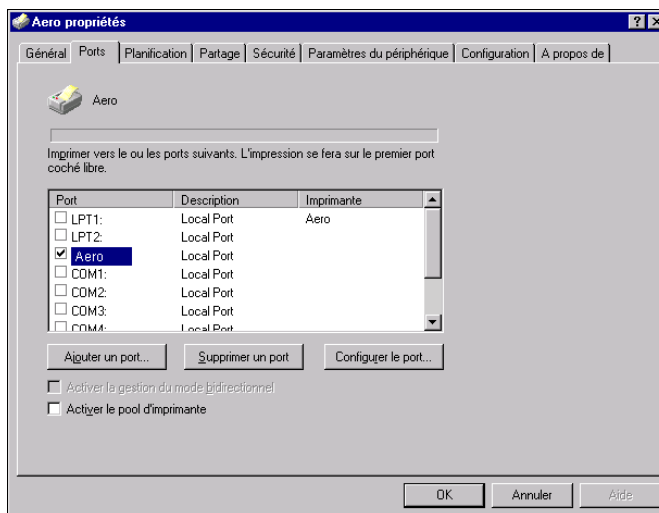 Aero propriétés
Général Ports Planification Partage Sécurité Paramètres du périphérique Configuration A propos de
Aero
Imprimer vers le ou les ports suivants. L'impression se fera sur le premier port
coché libre.
Port Description Imprimante
LPT1: Local Port Aero
LPT2: Local Port
Aero Local Port
COM1: Local Port
COM2: Local Port
COM3: Local Port
COM4: Local Port
Ajouter un port... Supprimer un port Configurer le port...
Activer la gestion du mode bidirectionnel
Activer le pool d'imprimante
OK Annuler Aide